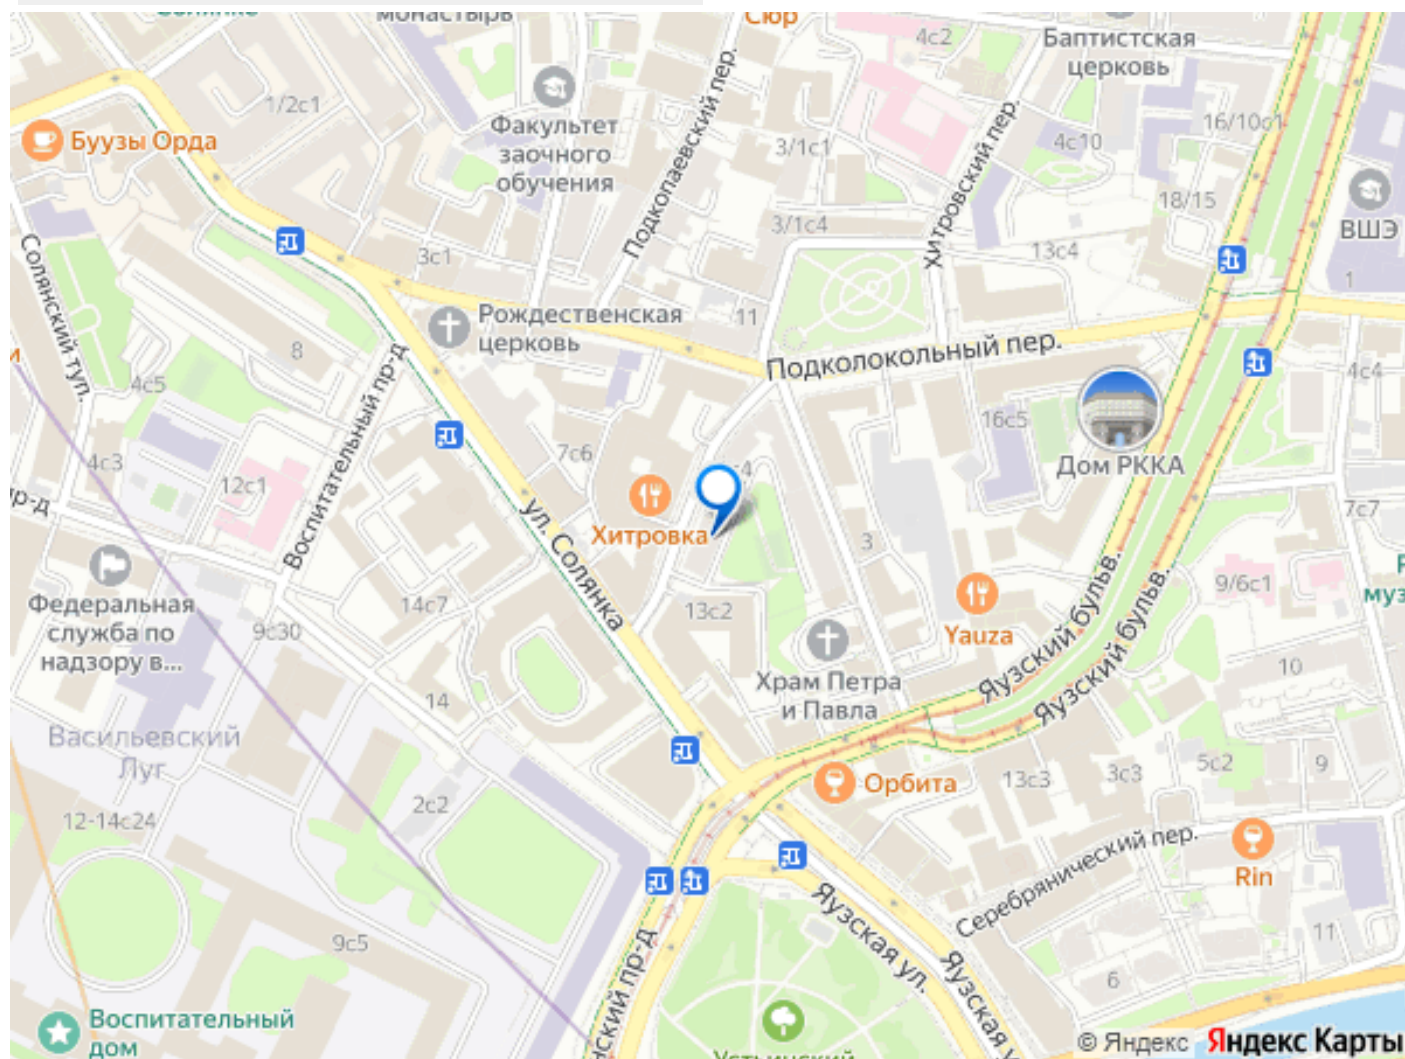 монастырь
Сюр
4с2
Баптистская
церковь
1/2с1
Буузы Орда
Факультет
заочного
обучения
Подкопаевский пер.
3/1с1
Хитровский пер.
4с10
16/10с1
18/15
ВШЭ
3/1с4
13с4
3с1
1
Солянский туп.
Рождественская
церковь
11
8
Подколокольный пер.
4с5
Воспитательный пр-д
4с4
16с5
Дом РККА
7с6
4с3
12с1
Хитровка
7с7
пр-д
ул. Солянка
3
Федеральная
служба по
надзору в...
14с7
9с30
13с2
Yauza
9/6с1
Яузский бульв.
Яузский бульв.
Храм Петра
и Павла
10
14
Васильевский
Луг
Орбита
13с3
3с3
5с2
9
2с2
12-14с24
Серебрянический пер.
Rin
Яузская ул.
9с5
11
6
Воспитательный
дом
© Яндекс Яндекс Карты